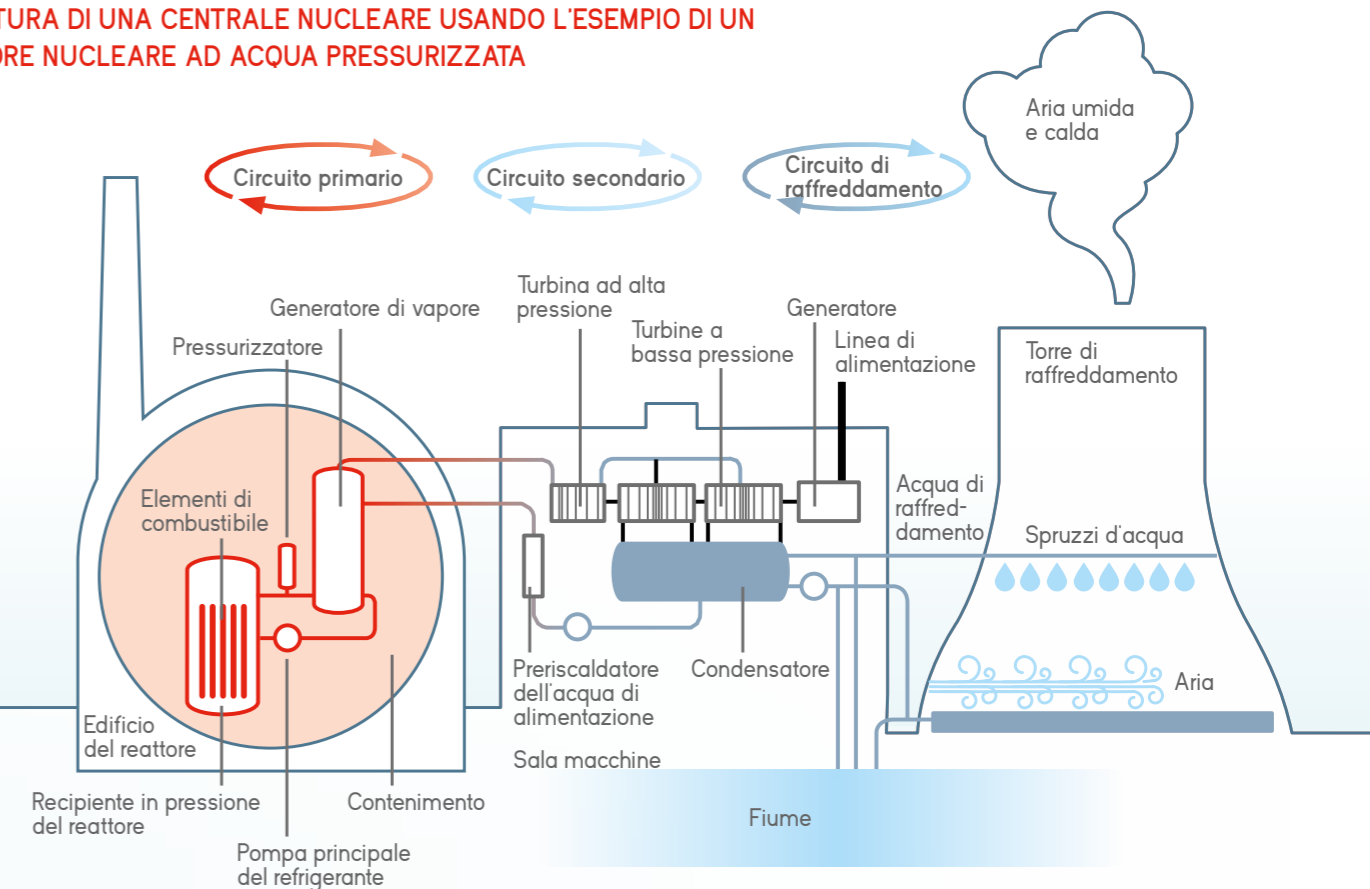 TURA DI UNA CENTRALE NUCLEARE USANDO L'ESEMPIO DI UN
ORE NUCLEARE AD ACQUA PRESSURIZZATA
Aria umida
e calda
Circuito primario
Circuito secondario
Circuito di
raffreddamento
Turbina ad alta
pressione
Generatore di vapore
Generatore
Turbine a
bassa pressione
Linea di
alimentazione
Pressurizzatore
Torre di
raffreddamento
Elementi di
combustibile
Acqua di
raffred-
damento
Spruzzi d'acqua
Aria
Preriscaldatore
dell'acqua di
alimentazione
Condensatore
Edificio
del reattore
Sala macchine
Recipiente in pressione
del reattore
Contenimento
Fiume
Pompa principale
del refrigerante